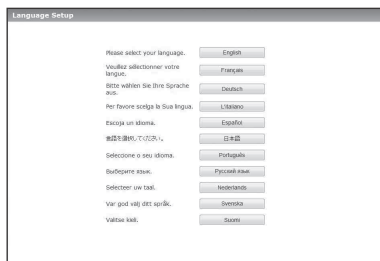 Language Setup
Please select your language.
English
Veuillez sélectionner votre
langue.
Français
Bitte wählen Sie Ihre Sprache
aus.
Deutsch
Per favore scelga la Sua lingua.
L'italiano
Escoja un idioma.
Español
言語を選択してください。
日本語
Seleccione o seu idioma.
Português
Выберите язык.
Русский язык
Selecteer uw taal.
Nederlands
Var god välj ditt språk.
Svenska
Valitse kieli.
Suomi